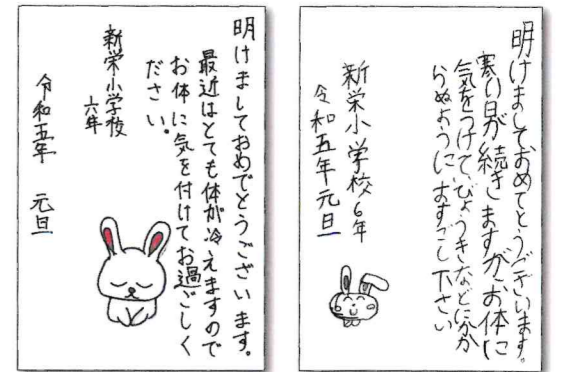 明けましておめでとうございます。
最近はとても体が冷えますので
お体に気を付けてお過ごしく
ださい。
新栄小学校
六年
令和五年 元旦
明けましておめでとうございます。
寒い日が続きますがお体に
気をつけて、びょうきなどにかか
らぬようにおすごし下さい
新栄小学校6年
令和五年元旦